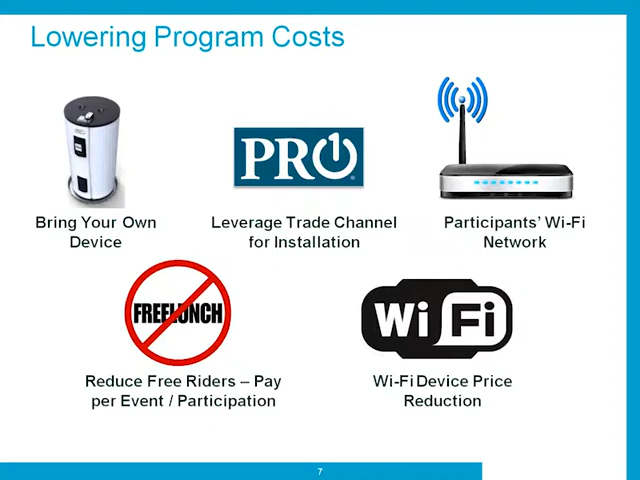 Lowering Program Costs
PRO1
Bring Your Own
Device
Leverage Trade Channel
for Installation
Participants' Wi-Fi
Network
FREELUNCH
Wi Fi
Reduce Free Riders – Pay
per Event / Participation
Wi-Fi Device Price
Reduction
7